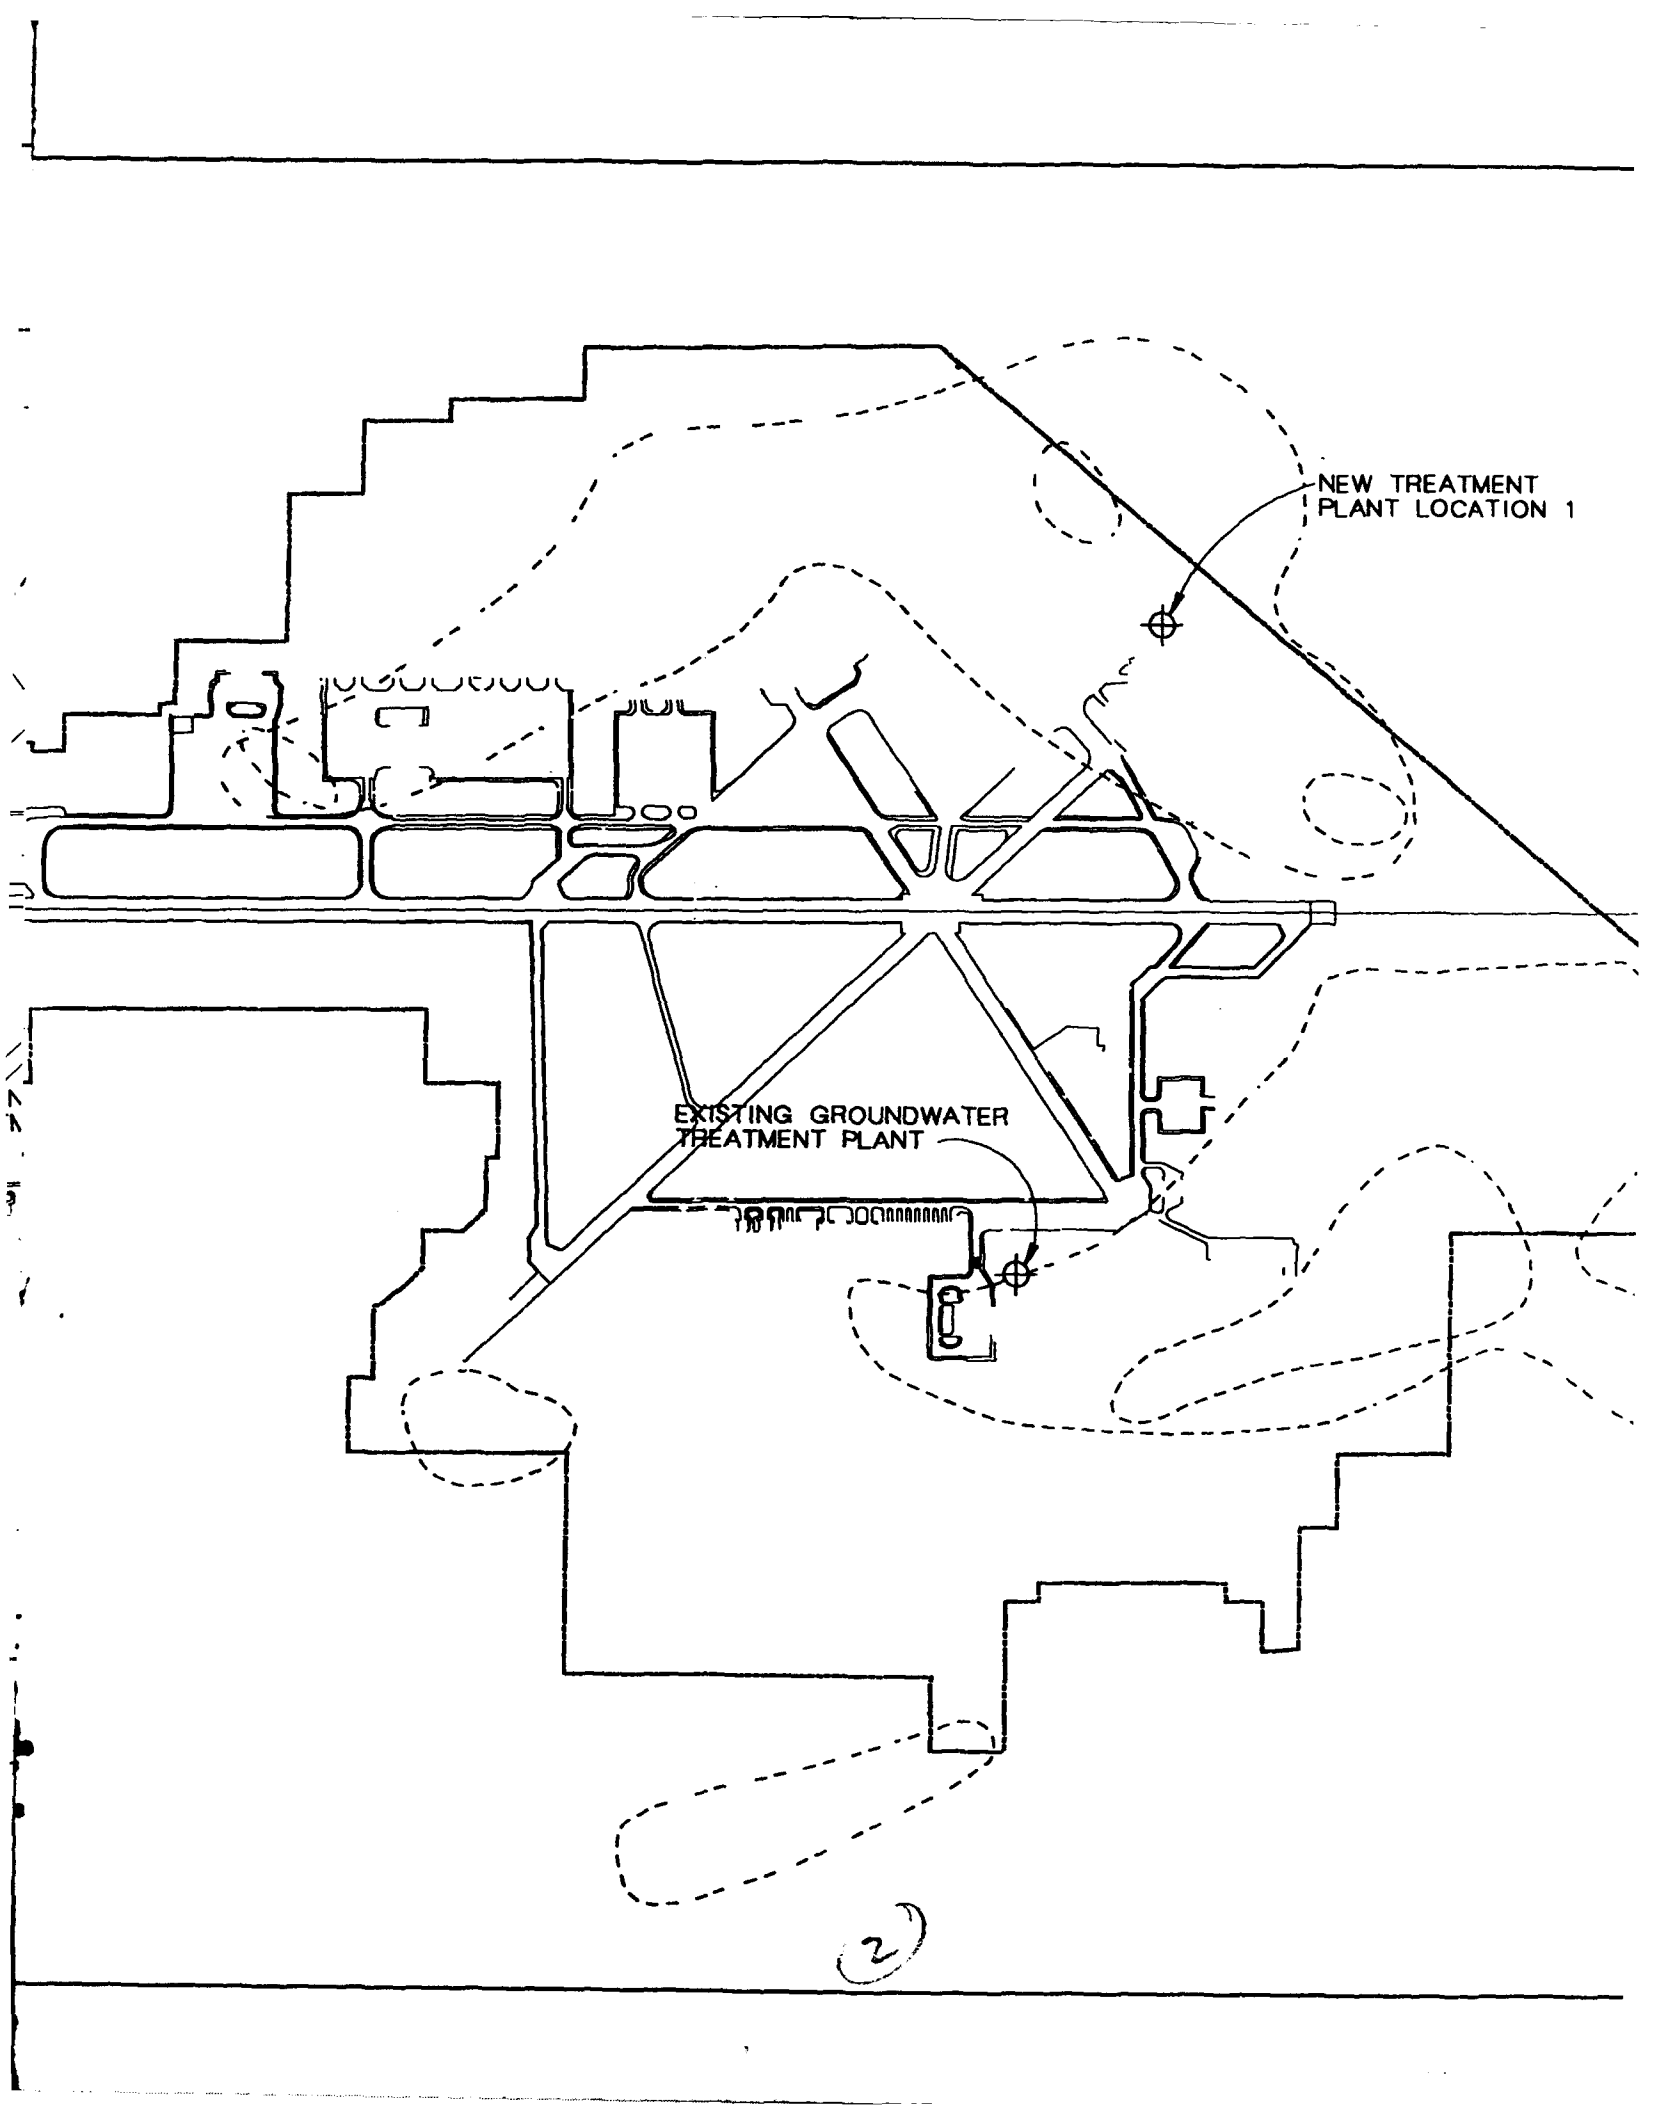 NEW TREATMENT
PLANT LOCATION 1
EXISTING GROUNDWATER
TREATMENT PLANT
2